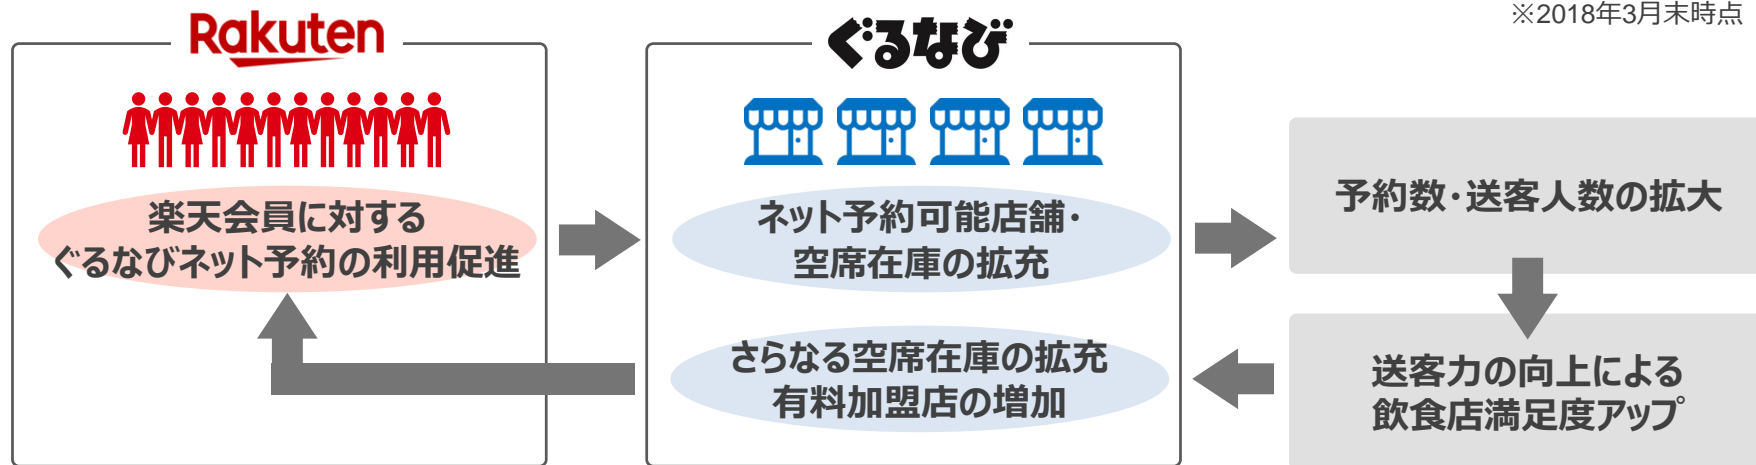 ※2018年3月末時点
Rakuten
楽天会員に対する
ぐるなびネット予約の利用促進
ぐるなび
ネット予約可能店舗・
空席在庫の拡充
さらなる空席在庫の拡充
有料加盟店の増加
予約数・送客人数の拡大
送客力の向上による
飲食店満足度アップ